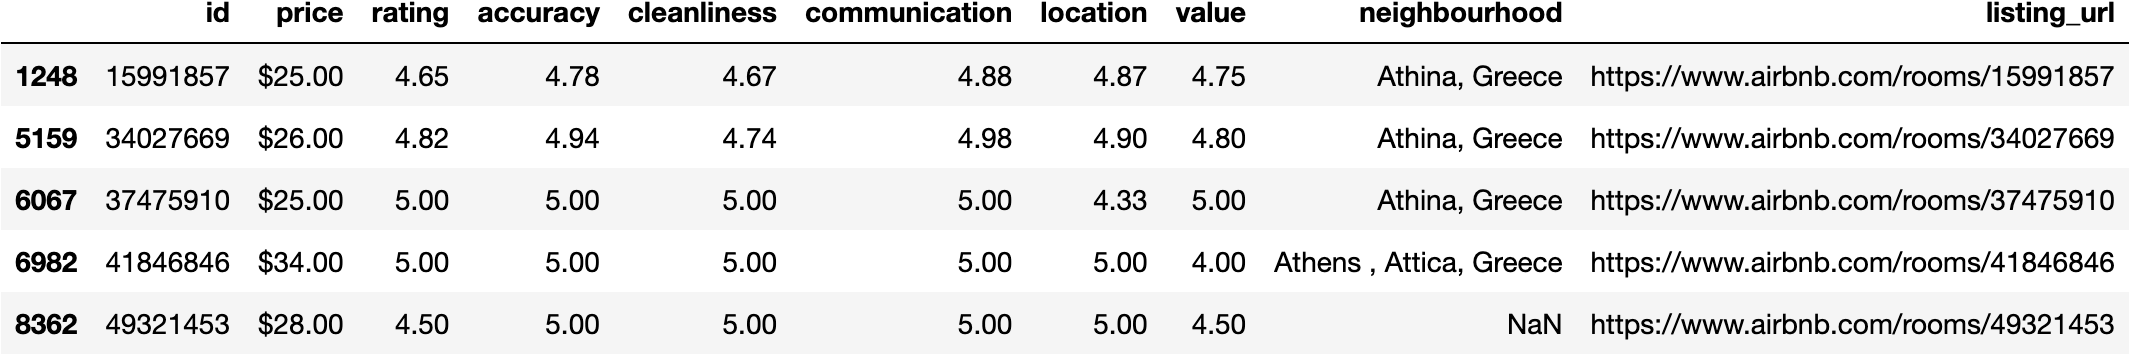 id price rating accuracy cleanliness communication location value neighbourhood listing_url
1248 15991857 $25.00 4.65 4.78 4.67 4.88 4.87 4.75 Athina, Greece https://www.airbnb.com/rooms/15991857
5159 34027669 $26.00 4.82 4.94 4.74 4.98 4.90 4.80 Athina, Greece https://www.airbnb.com/rooms/34027669
6067 37475910 $25.00 5.00 5.00 5.00 5.00 4.33 5.00 Athina, Greece https://www.airbnb.com/rooms/37475910
6982 41846846 $34.00 5.00 5.00 5.00 5.00 5.00 4.00 Athens , Attica, Greece https://www.airbnb.com/rooms/41846846
8362 49321453 $28.00 4.50 5.00 5.00 5.00 5.00 4.50 NaN https://www.airbnb.com/rooms/49321453